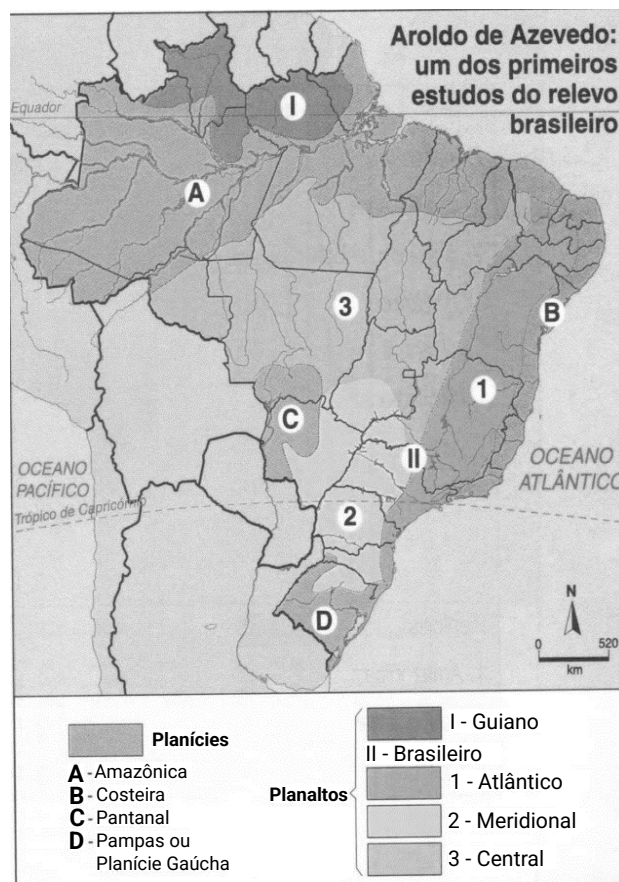 Aroldo de Azevedo:
um dos primeiros
estudos do relevo
brasileiro
Equador
I
A
3
B
1
C
II
OCEANO
PACÍFICO
Trópico de Capricórnio
OCEANO
ATLÂNTICO
2
D
N
0 520
km
Planícies
A - Amazônica
B - Costeira
C - Pantanal
D - Pampas ou
Planície Gaúcha
Planaltos
I - Guiano
II - Brasileiro
1 - Atlântico
2 - Meridional
3 - Central